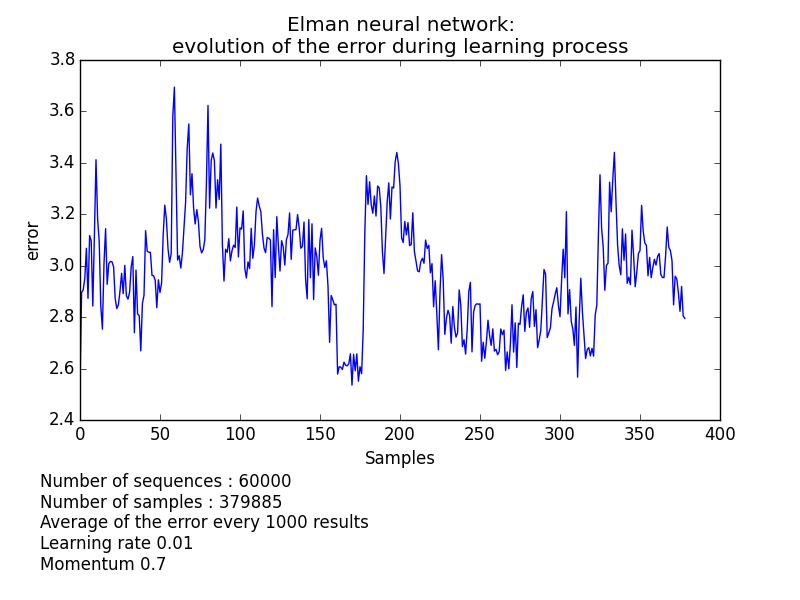 Elman neural network:
evolution of the error during learning process
3.8
3.6
3.4
3.2
3.0
2.8
2.6
2.4
error
0 50 100 150 200 250 300 350 400
Samples
Number of sequences : 60000
Number of samples : 379885
Average of the error every 1000 results
Learning rate 0.01
Momentum 0.7